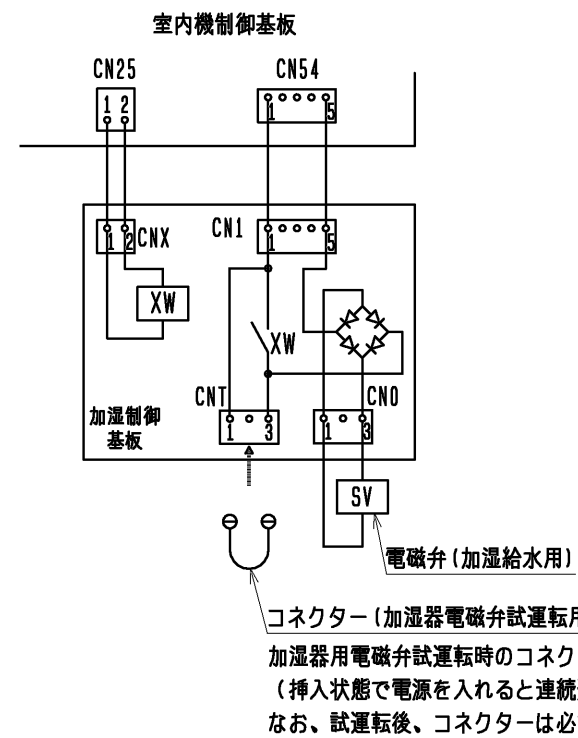 室内機制御基板
CN25
CN54
1 2
1 5
CN1
CNX
1 2
1 5
XW
XW
CNT
CNO
加湿制御
基板
1 3
1 3
SV
電磁弁(加湿給水用)
コネクター(加湿器電磁弁試運転用
加湿器用電磁弁試運転時のコネク
(挿入状態で電源を入れると連続
なお、試運転後、コネクターは必